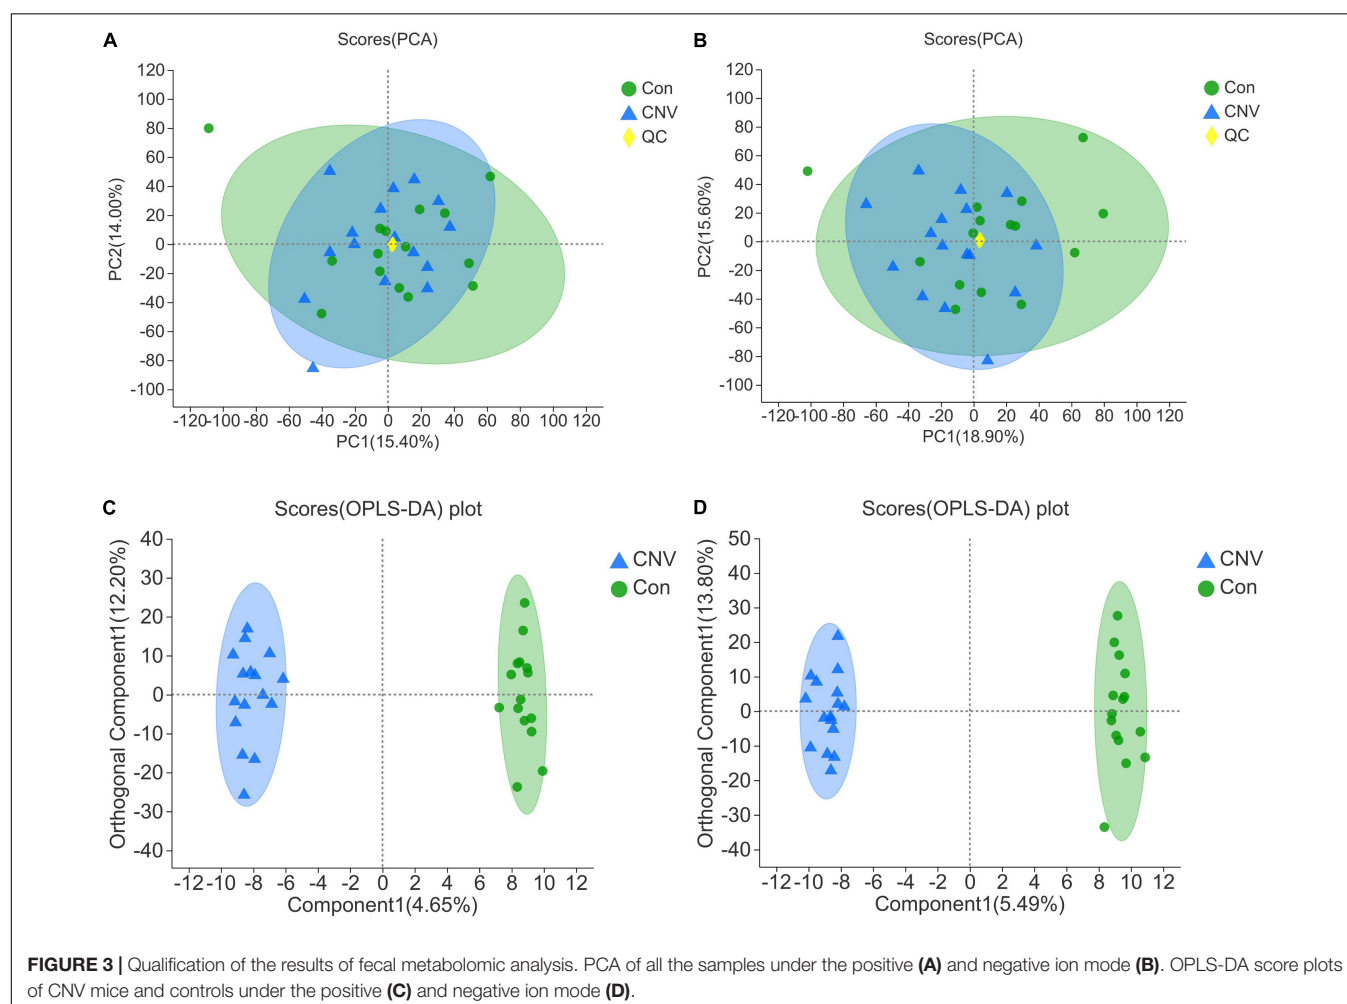 A
Scores(PCA)
120
100
80
60
40
20
0
-20
-40
-60
-80
-100
PC2(14.00%)
-120-100 -80 -60 -40 -20 0 20 40 60 80 100 120
PC1(15.40%)
Con
CNV
QC
B
Scores(PCA)
120
100
80
60
40
20
0
-20
-40
-60
-80
-100
PC2(15.60%)
-120-100 -80 -60 -40 -20 0 20 40 60 80 100 120
PC1(18.90%)
Con
CNV
QC
C
Scores(OPLS-DA) plot
40
30
20
10
0
-10
-20
-30
-40
Orthogonal Component1(12.20%)
-12 -10 -8 -6 -4 -2 0 2 4 6 8 10 12
Component1(4.65%)
CNV
Con
D
Scores(OPLS-DA) plot
50
40
30
20
10
0
-10
-20
-30
-40
Orthogonal Component1(13.80%)
-12 -10 -8 -6 -4 -2 0 2 4 6 8 10 12
Component1(5.49%)
CNV
Con
FIGURE 3 | Qualification of the results of fecal metabolomic analysis. PCA of all the samples under the positive (A) and negative ion mode (B). OPLS-DA score plots
of CNV mice and controls under the positive (C) and negative ion mode (D).